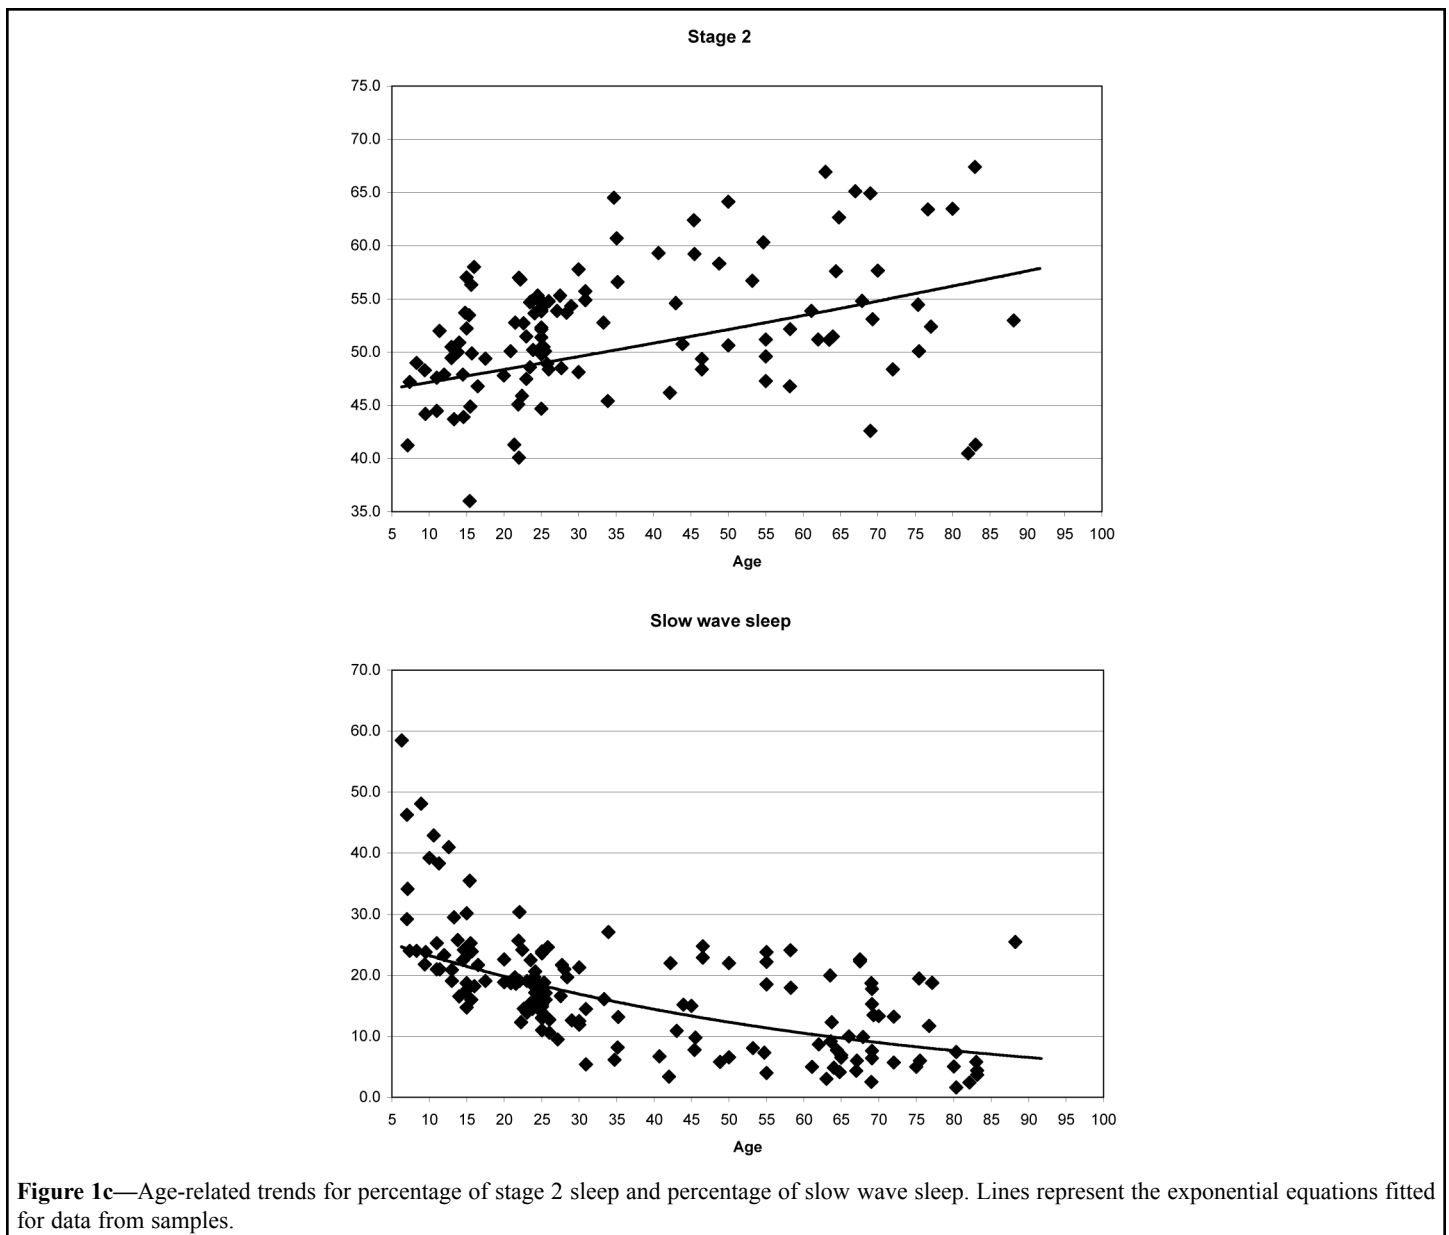 Stage 2
75.0
70.0
65.0
60.0
55.0
50.0
45.0
40.0
35.0
5 10 15 20 25 30 35 40 45 50 55 60 65 70 75 80 85 90 95 100
Age
Slow wave sleep
70.0
60.0
50.0
40.0
30.0
20.0
10.0
0.0
5 10 15 20 25 30 35 40 45 50 55 60 65 70 75 80 85 90 95 100
Age
Figure 1c—Age-related trends for percentage of stage 2 sleep and percentage of slow wave sleep. Lines represent the exponential equations fitted
for data from samples.